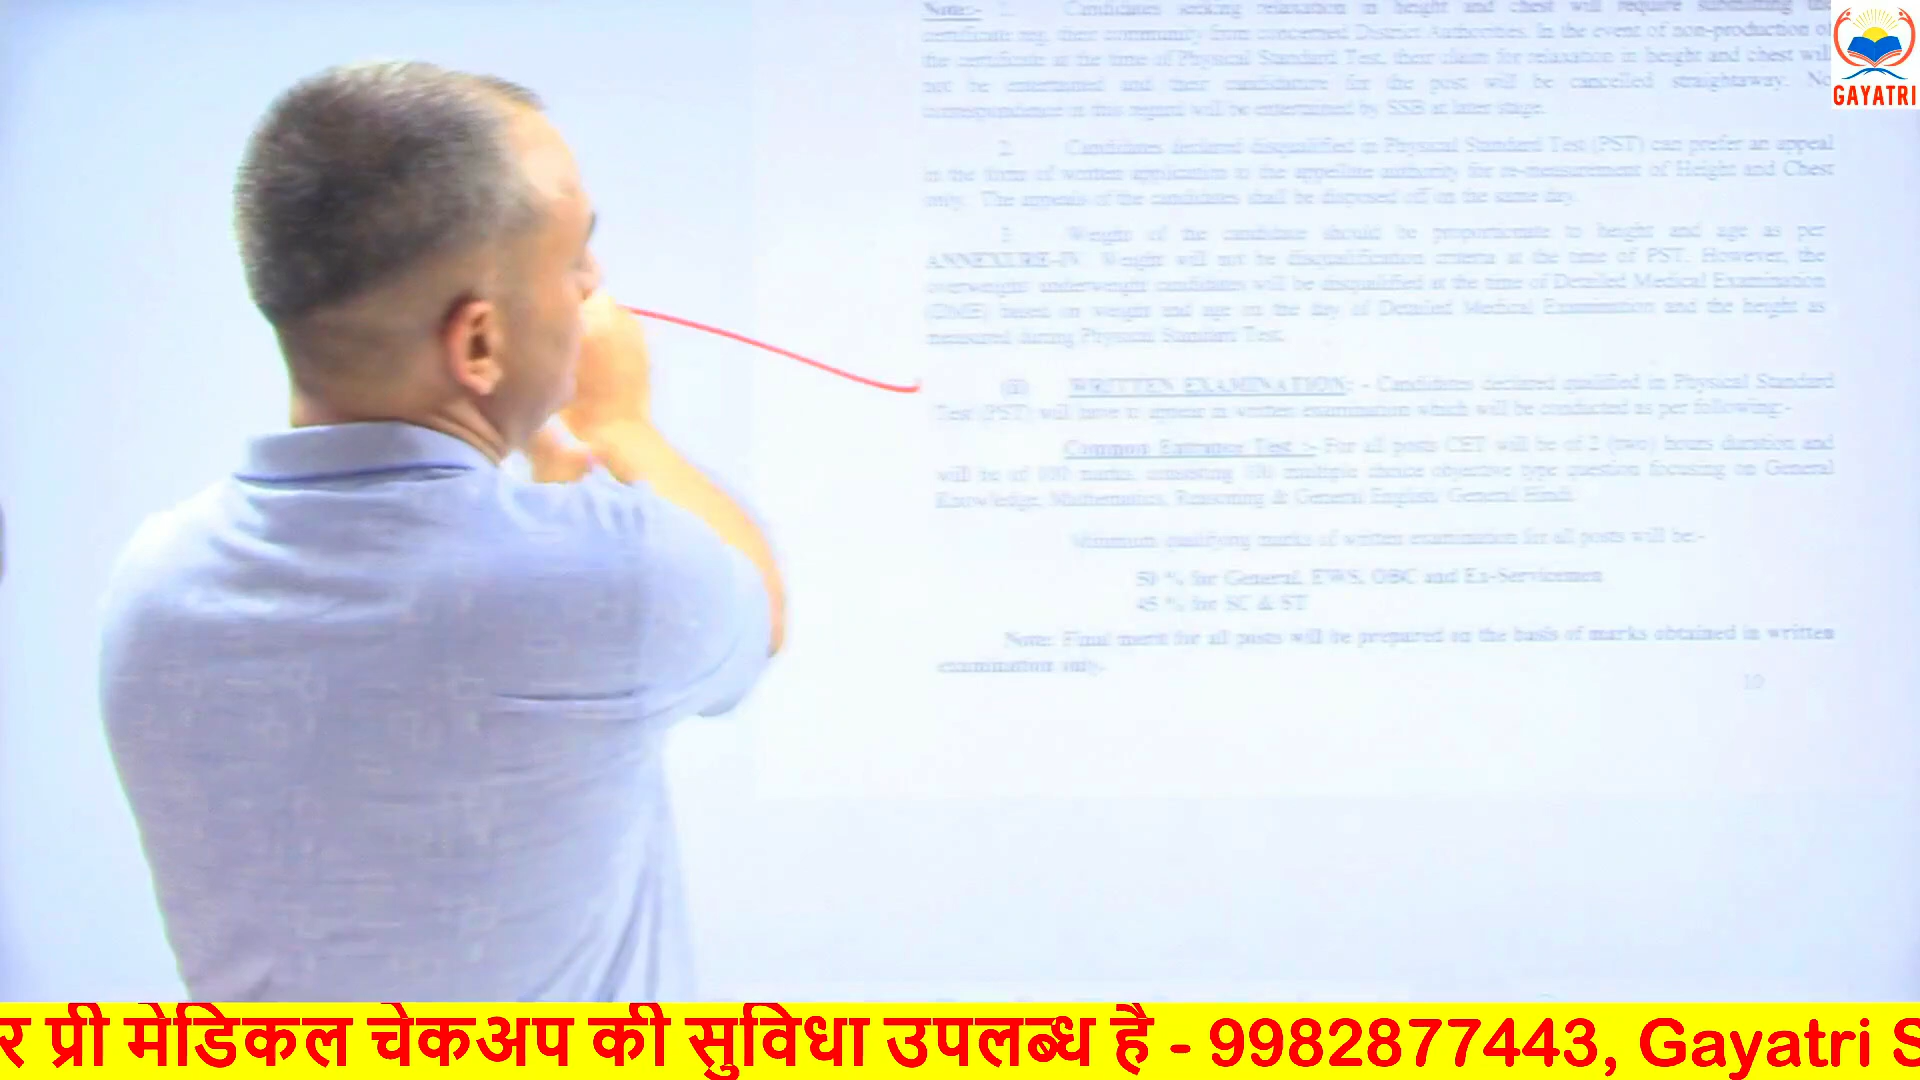 Note:- 1. Candidates seeking relaxation in height and chest will require submitting the
certificate reg. their community from concerned District Authorities. In the event of non-production of
the certificate at the time of Physical Standard Test, their claim for relaxation in height and chest will
not be entertained and their candidature for the post will be cancelled straightaway. No
correspondence in this regard will be entertained by SSB at later stage.
2. Candidates declared disqualified in Physical Standard Test (PST) can prefer an appeal
in the form of written application to the appellate authority for re-measurement of Height and Chest
only. The appeals of the candidates shall be disposed off on the same day.
3. Weight of the candidate should be proportionate to height and age as per
ANNEXURE-IV. Weight will not be disqualification criteria at the time of PST. However, the
overweight/underweight candidates will be disqualified at the time of Detailed Medical Examination
(DME) based on weight and age on the day of Detailed Medical Examination and the height as
measured during Physical Standard Test.
(ii) WRITTEN EXAMINATION: - Candidates declared qualified in Physical Standard
Test (PST) will have to appear in written examination which will be conducted as per following:-
Common Entrance Test :- For all posts CET will be of 2 (two) hours duration and
will be of 100 marks, consisting 100 multiple choice objective type question focusing on General
Knowledge, Mathematics, Reasoning & General English/ General Hindi.
Minimum qualifying marks of written examination for all posts will be:-
50 % for General, EWS, OBC and Ex-Servicemen
45 % for SC & ST
Note: Final merit for all posts will be prepared on the basis of marks obtained in written
examination only.
10
GAYATRI
र प्री मेडिकल चेकअप की सुविधा उपलब्ध है - 9982877443, Gayatri S